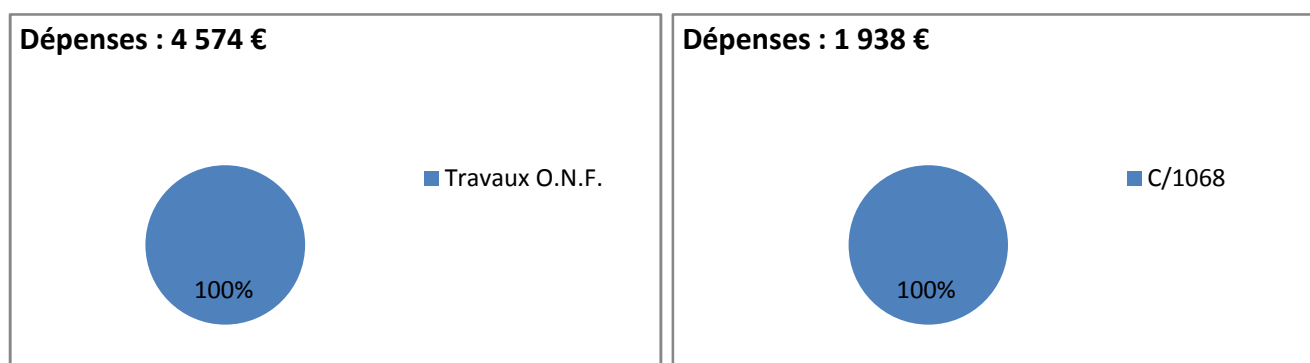 Dépenses : 4 574 €
Travaux O.N.F.
100%
Dépenses : 1 938 €
C/1068
100%